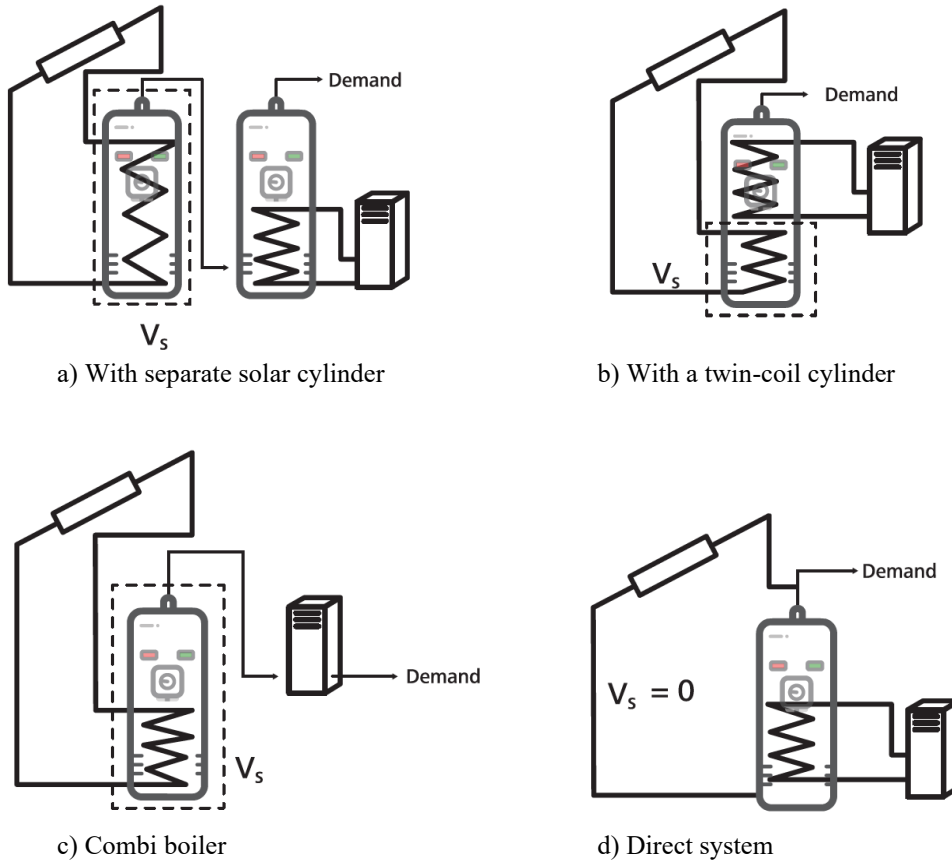 Demand
Vs
a) With separate solar cylinder
Demand
Vs
b) With a twin-coil cylinder
Demand
Vs
c) Combi boiler
Demand
Vs = 0
d) Direct system